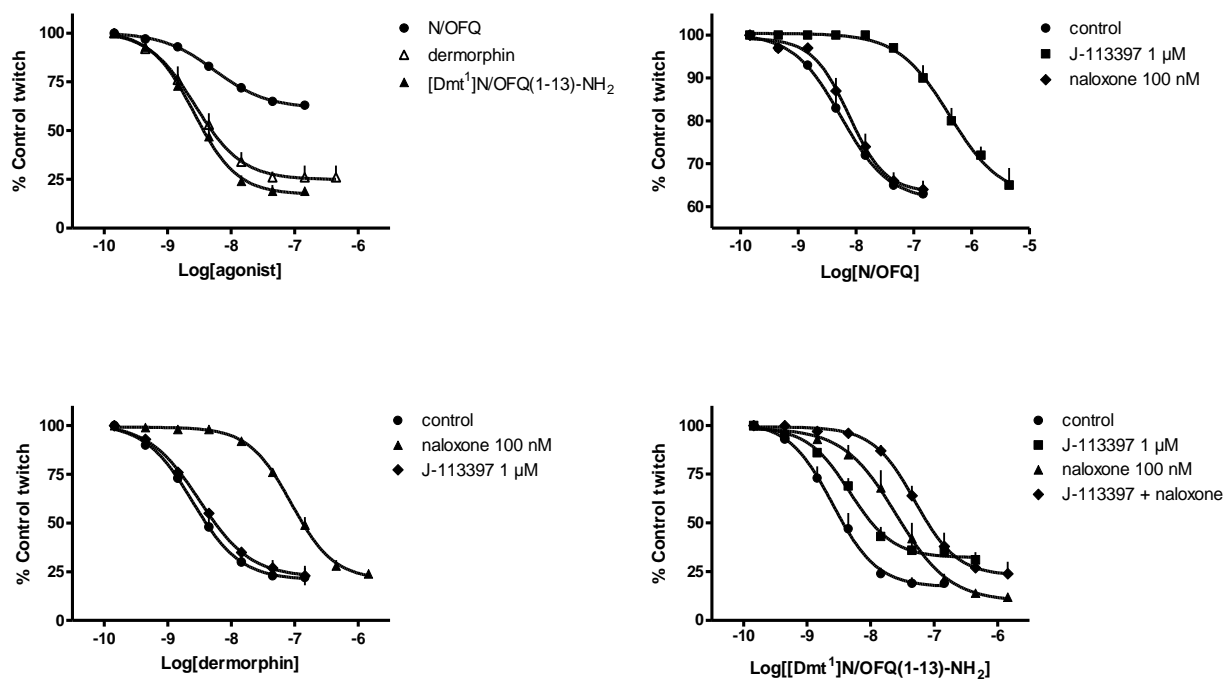 100
75
50
25
0
% Control twitch
-10 -9 -8 -7 -6
Log[agonist]
N/OFQ
dermorphin
[Dmt¹]N/OFQ(1-13)-NH₂
100
90
80
70
60
% Control twitch
-10 -9 -8 -7 -6 -5
Log[N/OFQ]
control
J-113397 1 µM
naloxone 100 nM
100
75
50
25
0
% Control twitch
-10 -9 -8 -7 -6
Log[dermorphin]
control
naloxone 100 nM
J-113397 1 µM
100
75
50
25
0
% Control twitch
-10 -9 -8 -7 -6
Log[[Dmt¹]N/OFQ(1-13)-NH₂]
control
J-113397 1 µM
naloxone 100 nM
J-113397 + naloxone